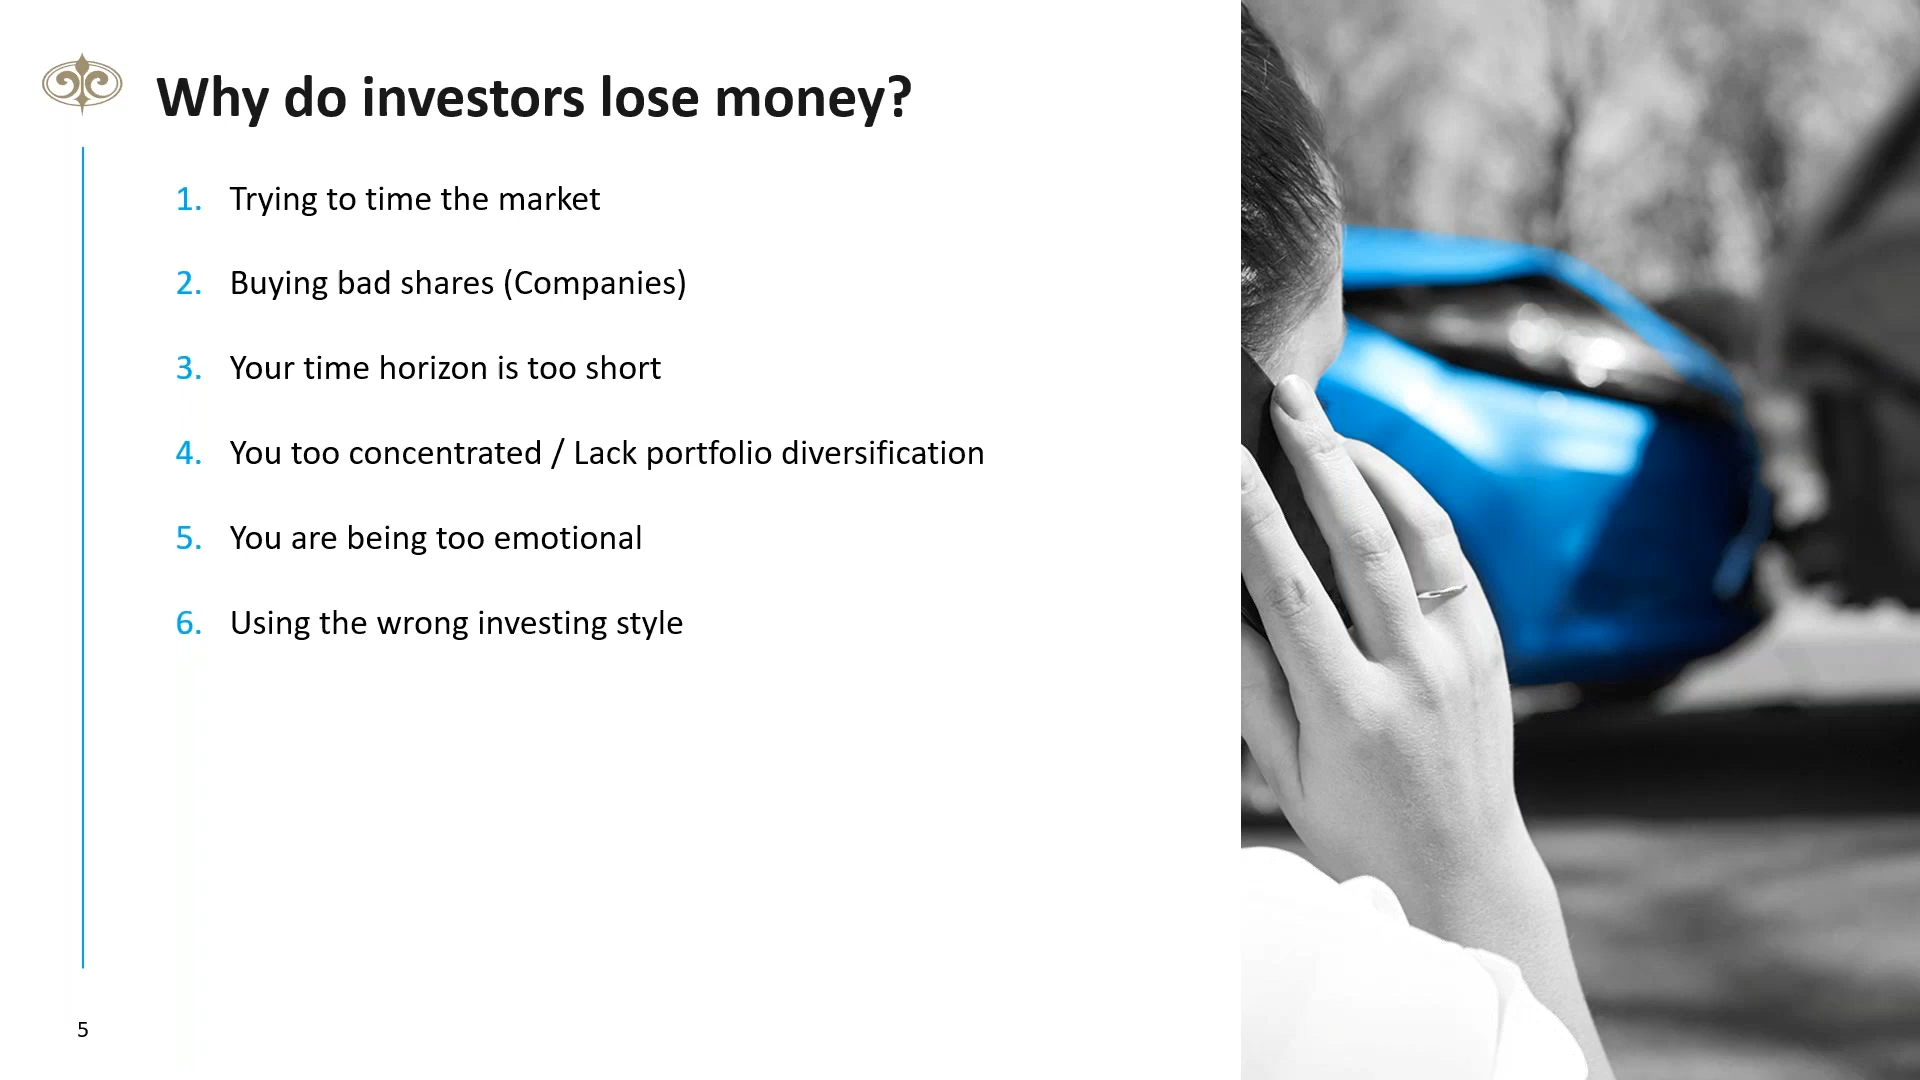 Why do investors lose money?
1. Trying to time the market
2. Buying bad shares (Companies)
3. Your time horizon is too short
4. You too concentrated / Lack portfolio diversification
5. You are being too emotional
6. Using the wrong investing style
5